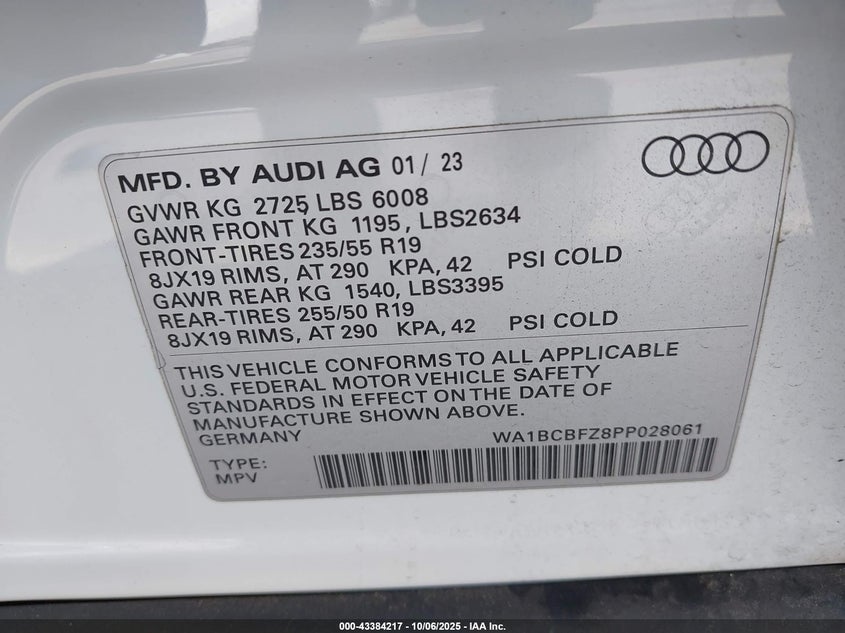 MFD. BY AUDI AG 01/ 23
GVWR KG 2725 LBS 6008
GAWR FRONT KG 1195, LBS2634
FRONT-TIRES 235/55 R19
8JX19 RIMS, AT 290 KPA, 42 PSI COLD
GAWR REAR KG 1540, LBS3395
REAR-TIRES 255/50 R19
8JX19 RIMS, AT 290 KPA, 42 PSI COLD
THIS VEHICLE CONFORMS TO ALL APPLICABLE
U.S. FEDERAL MOTOR VEHICLE SAFETY
STANDARDS IN EFFECT ON THE DATE OF
MANUFACTURE SHOWN ABOVE.
GERMANY WA1BCBFZ8PP028061
TYPE:
MPV
000-43384217 - 10/06/2025 - IAA Inc.